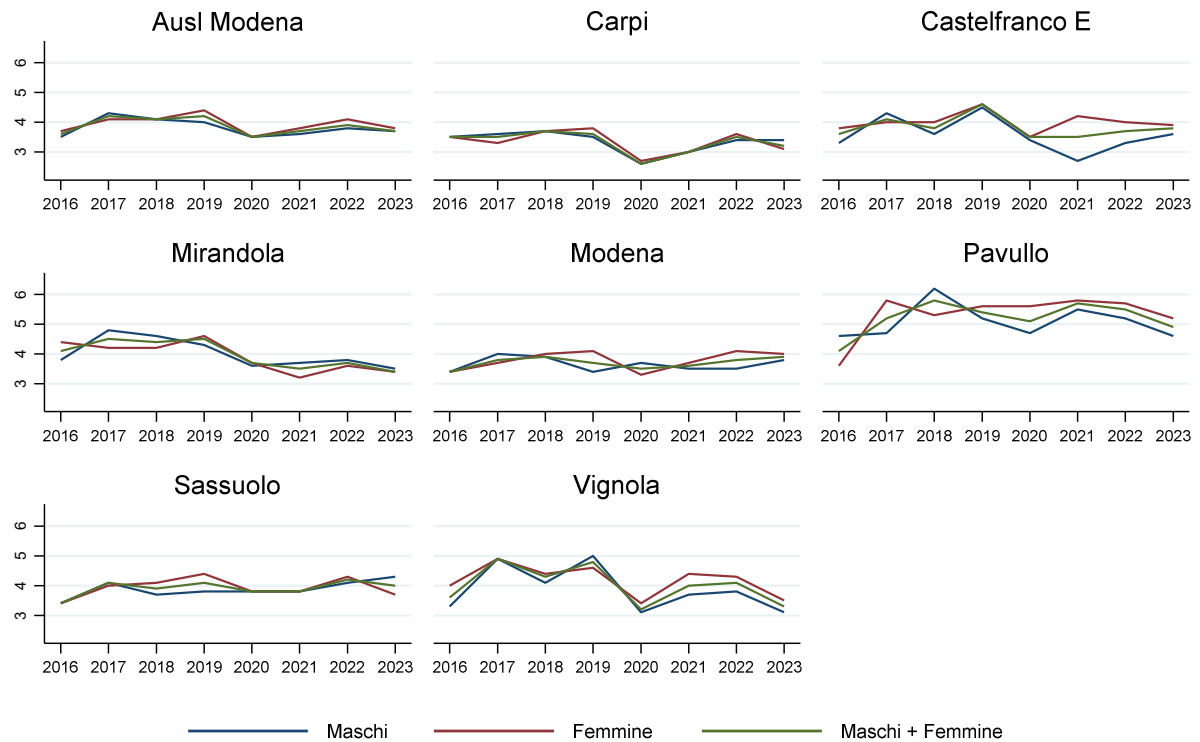 Ausl Modena Carpi Castelfranco E
6
5
4
3
2016 2017 2018 2019 2020 2021 2022 2023 2016 2017 2018 2019 2020 2021 2022 2023 2016 2017 2018 2019 2020 2021 2022 2023
Mirandola Modena Pavullo
6
5
4
3
2016 2017 2018 2019 2020 2021 2022 2023 2016 2017 2018 2019 2020 2021 2022 2023 2016 2017 2018 2019 2020 2021 2022 2023
Sassuolo Vignola
6
5
4
3
2016 2017 2018 2019 2020 2021 2022 2023 2016 2017 2018 2019 2020 2021 2022 2023
Maschi Femmine Maschi + Femmine